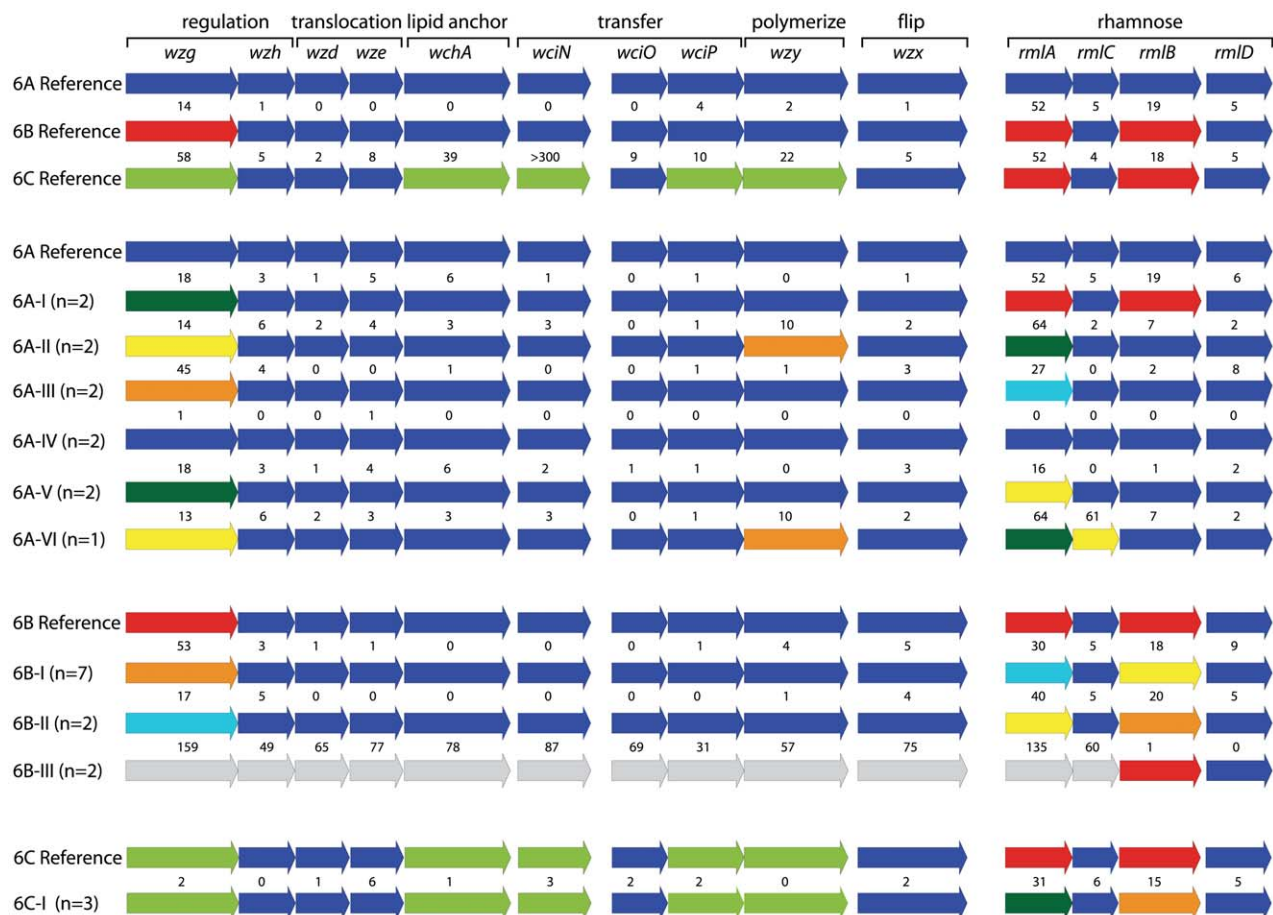 regulation translocation lipid anchor transfer polymerize flip rhamnose
wzg wzh wzd wze wchA wciN wciO wciP wzy wzx rmlA rmlC rmlB rmlD
6A Reference
14 1 0 0 0 0 0 4 2 1 52 5 19 5
6B Reference
58 5 2 8 39 >300 9 10 22 5 52 4 18 5
6C Reference
6A Reference
18 3 1 5 6 1 0 1 0 1 52 5 19 6
6A-I (n=2)
14 6 2 4 3 3 0 1 10 2 64 2 7 2
6A-II (n=2)
45 4 0 0 1 0 0 1 1 3 27 0 2 8
6A-III (n=2)
1 0 0 1 0 0 0 0 0 0 0 0 0 0
6A-IV (n=2)
18 3 1 4 6 2 1 1 0 3 16 0 1 2
6A-V (n=2)
13 6 2 3 3 3 0 1 10 2 64 61 7 2
6A-VI (n=1)
6B Reference
53 3 1 1 0 0 0 1 4 5 30 5 18 9
6B-I (n=7)
17 5 0 0 0 0 0 0 1 4 40 5 20 5
6B-II (n=2)
159 49 65 77 78 87 69 31 57 75 135 60 1 0
6B-III (n=2)
6C Reference
2 0 1 6 1 3 2 2 0 2 31 6 15 5
6C-I (n=3)